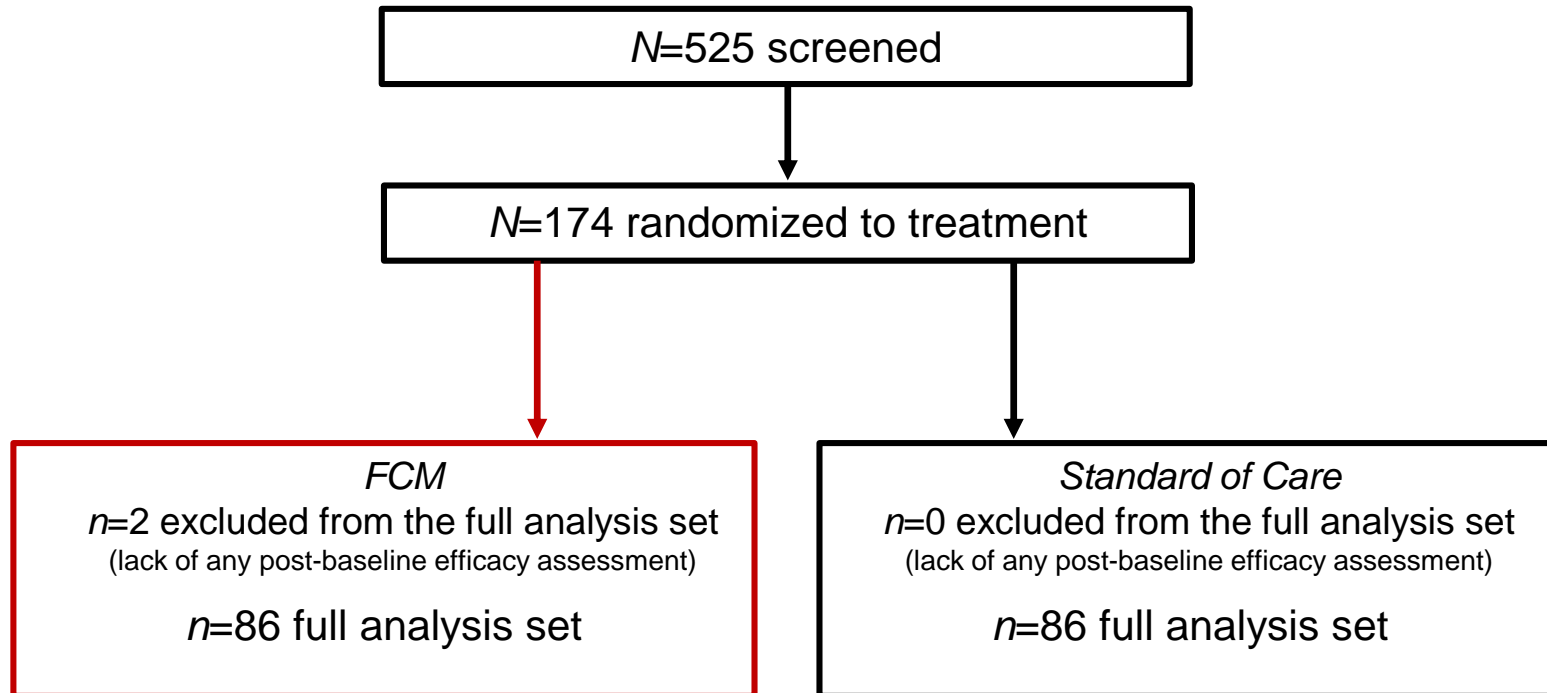 N=525 screened
N=174 randomized to treatment
FCM
n=2 excluded from the full analysis set
(lack of any post-baseline efficacy assessment)
n=86 full analysis set
Standard of Care
n=0 excluded from the full analysis set
(lack of any post-baseline efficacy assessment)
n=86 full analysis set